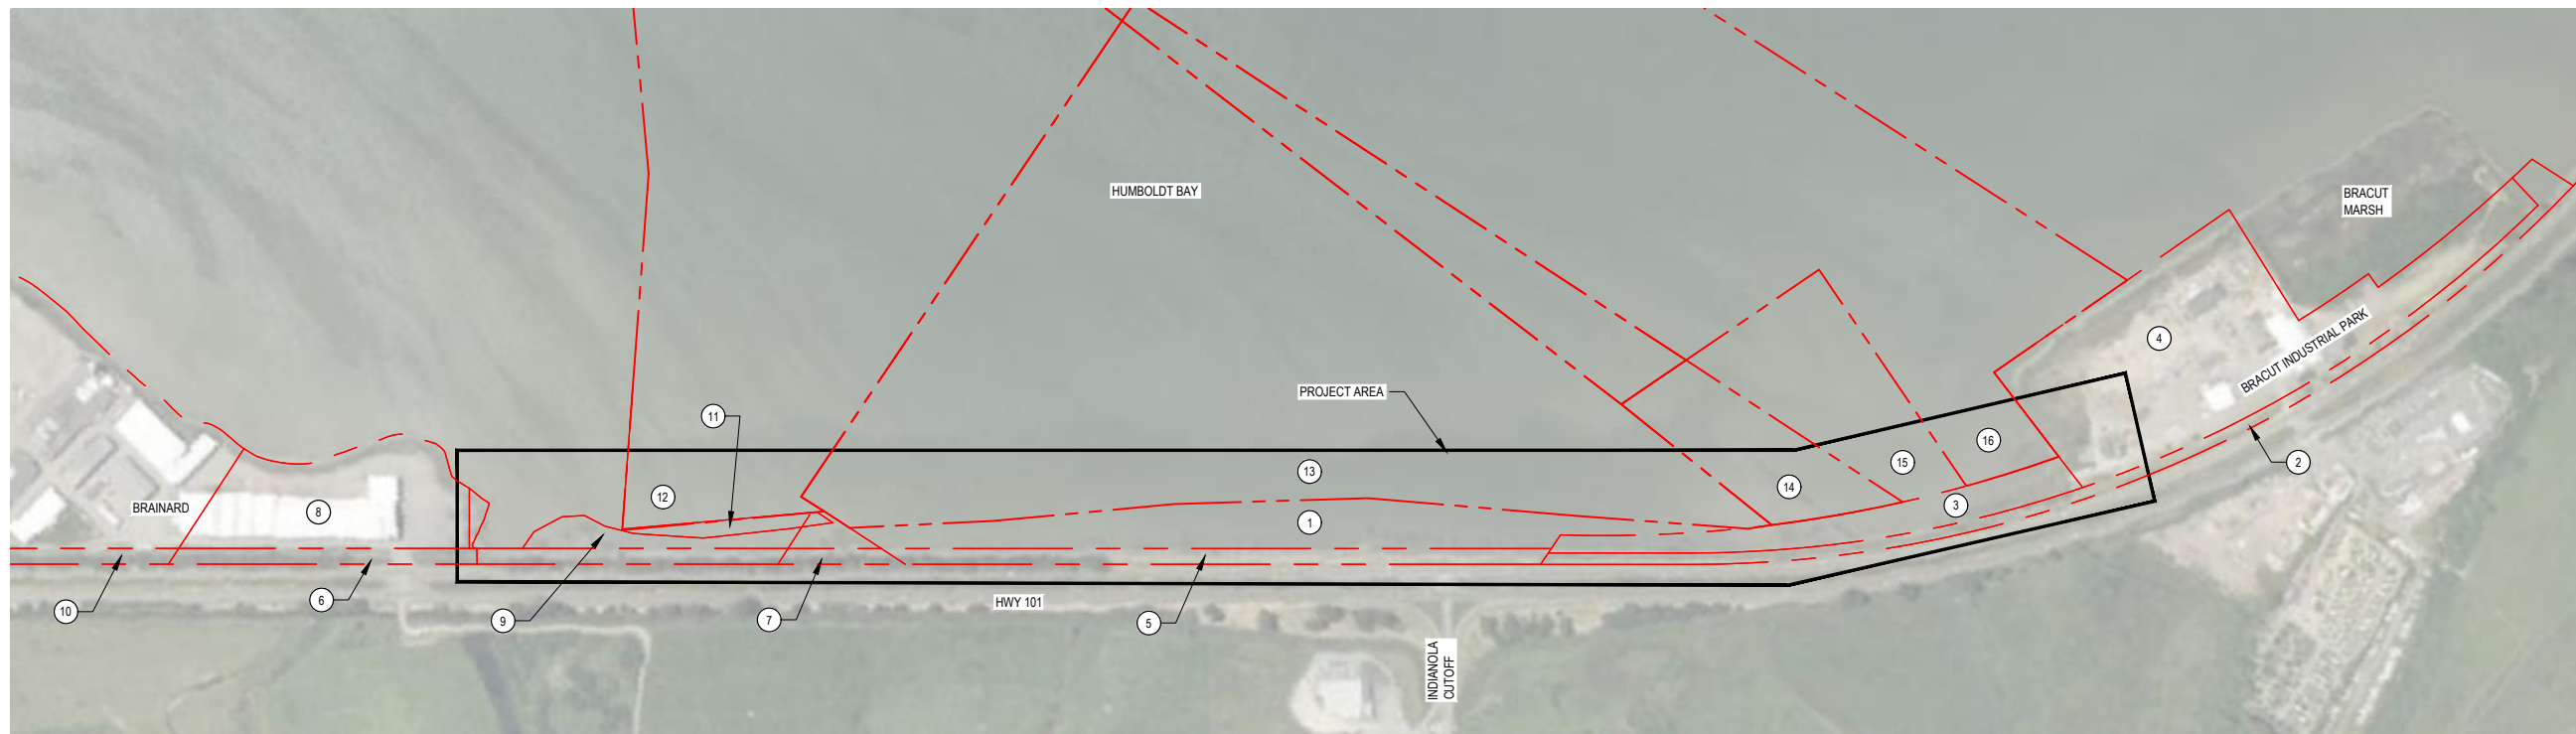 HUMBOLDT BAY
BRACUT
MARSH
4
BRACUT INDUSTRIAL PARK
PROJECT AREA
11
16
15
2
13
14
12
3
BRAINARD
8
1
10
6
9
7
HWY 101
5
INDIANOLA
CUTOFF